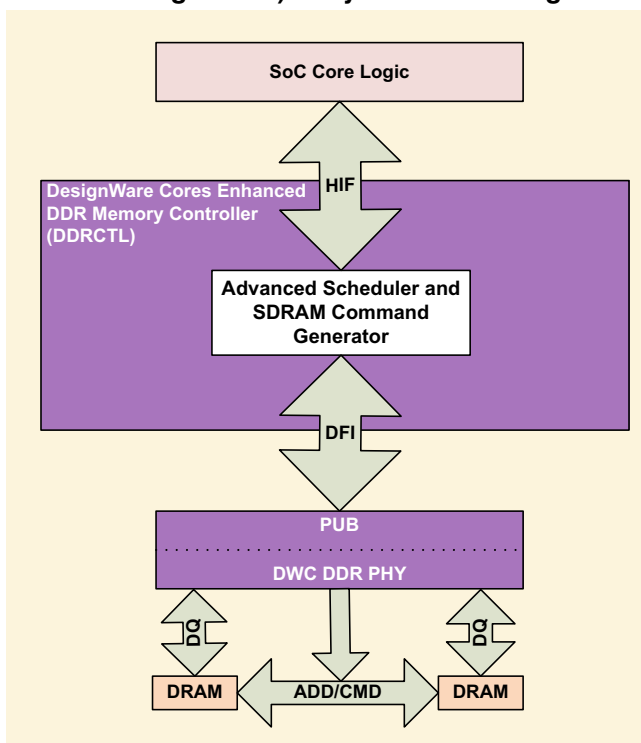 SoC Core Logic
HIF
DesignWare Cores Enhanced
DDR Memory Controller
(DDRCTL)
Advanced Scheduler and
SDRAM Command
Generator
DFI
PUB
DWC DDR PHY
DQ
DQ
DRAM
ADD/CMD
DRAM